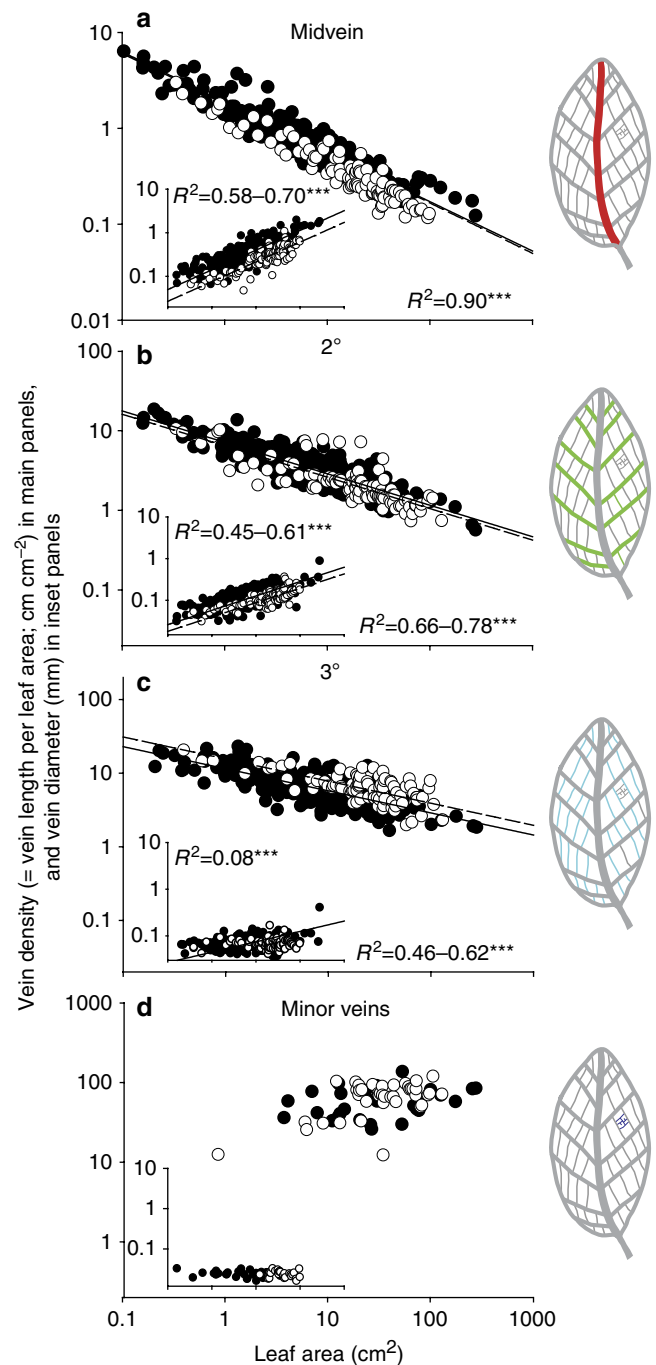 a
Midvein
10
1
0.1
0.01
10
1
0.1
R²=0.58–0.70***
R²=0.90***
b
2°
100
10
1
0.1
10
1
0.1
R²=0.45–0.61***
R²=0.66–0.78***
c
3°
100
10
1
0.1
10
1
0.1
R²=0.08***
R²=0.46–0.62***
d
Minor veins
1000
100
10
1
10
1
0.1
0.1
1
10
100
1000
Leaf area (cm²)
Vein density (= vein length per leaf area; cm cm⁻²) in main panels,
and vein diameter (mm) in inset panels